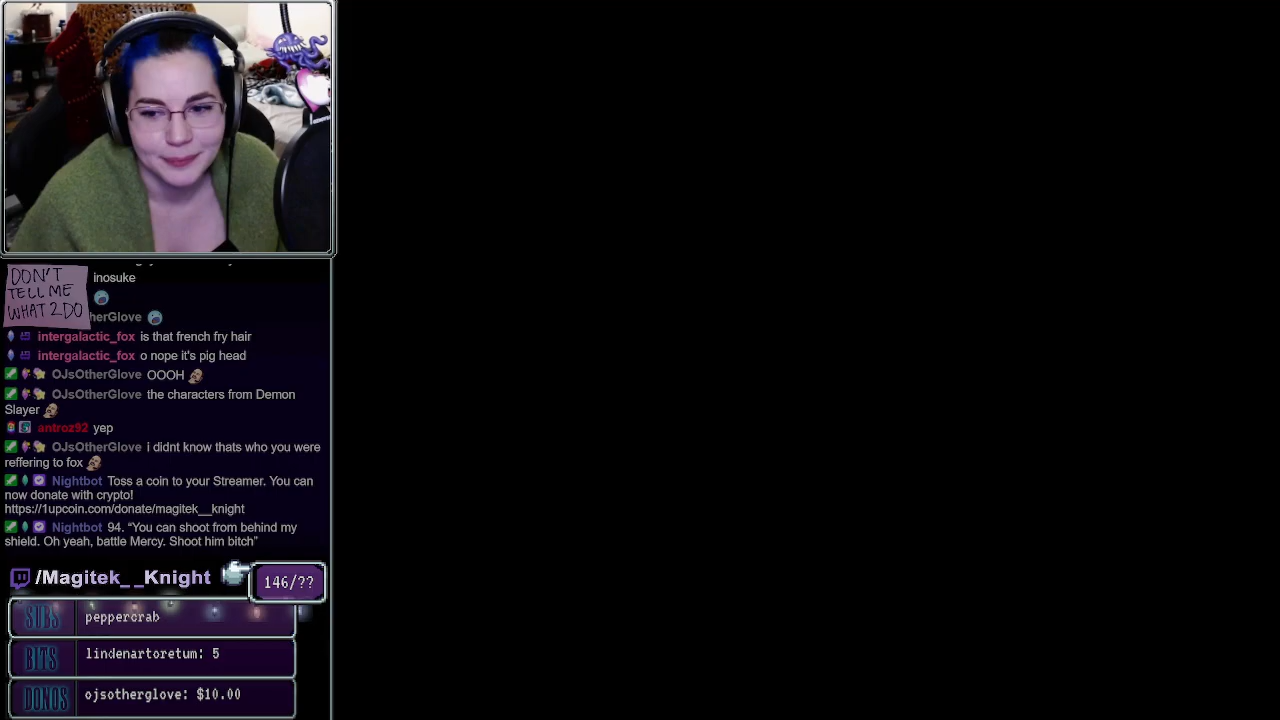 DON'T
TELL ME
WHAT 2 DO
inosuke
therGlove
intergalactic_fox is that french fry hair
intergalactic_fox o nope it's pig head
OJsOtherGlove OOOH
OJsOtherGlove the characters from Demon
Slayer
antroz92 yep
OJsOtherGlove i didnt know thats who you were
reffering to fox
Nightbot Toss a coin to your Streamer. You can
now donate with crypto!
https://1upcoin.com/donate/magitek__knight
Nightbot 94. “You can shoot from behind my
shield. Oh yeah, battle Mercy. Shoot him bitch”
/Magitek__Knight
146/??
SUBS peppercrab
BITS lindenartoretum: 5
DONOS ojsotherglove: $10.00